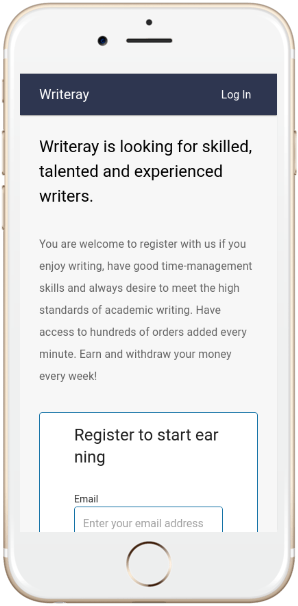 Writeray
Log In
Writeray is looking for skilled,
talented and experienced
writers.
You are welcome to register with us if you
enjoy writing, have good time-management
skills and always desire to meet the high
standards of academic writing. Have
access to hundreds of orders added every
minute. Earn and withdraw your money
every week!
Register to start ear
ning
Email
Enter your email address